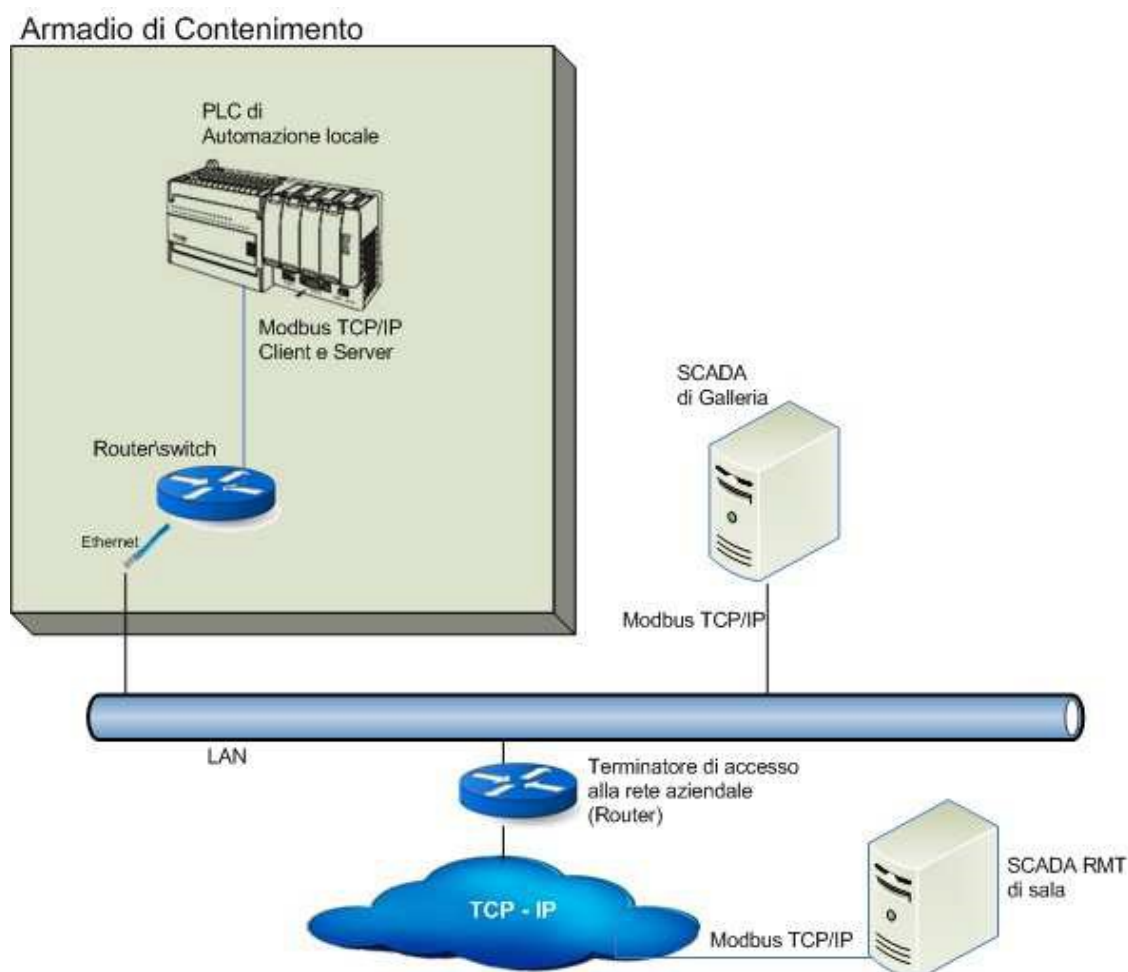 Armadio di Contenimento
PLC di
Automazione locale
Modbus TCP/IP
Client e Server
Router\switch
Ethernet
SCADA
di Galleria
Modbus TCP/IP
LAN
Terminatore di accesso
alla rete aziendale
(Router)
TCP - IP
SCADA RMT
di sala
Modbus TCP/IP